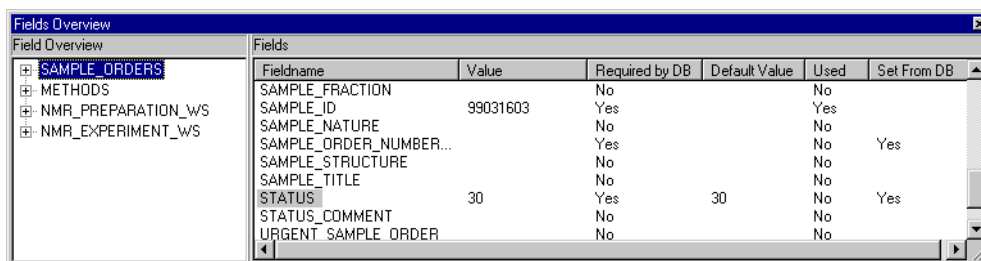 Fields Overview
Field Overview
Fields
SAMPLE_ORDERS
METHODS
NMR_PREPARATION_WS
NMR_EXPERIMENT_WS
Fieldname Value Required by DB Default Value Used Set From DB
SAMPLE_FRACTION No No
SAMPLE_ID 99031603 Yes Yes
SAMPLE_NATURE No No
SAMPLE_ORDER_NUMBER... Yes No Yes
SAMPLE_STRUCTURE No No
SAMPLE_TITLE No No
STATUS 30 Yes 30 No Yes
STATUS_COMMENT No No
URGENT_SAMPLE_ORDER No No